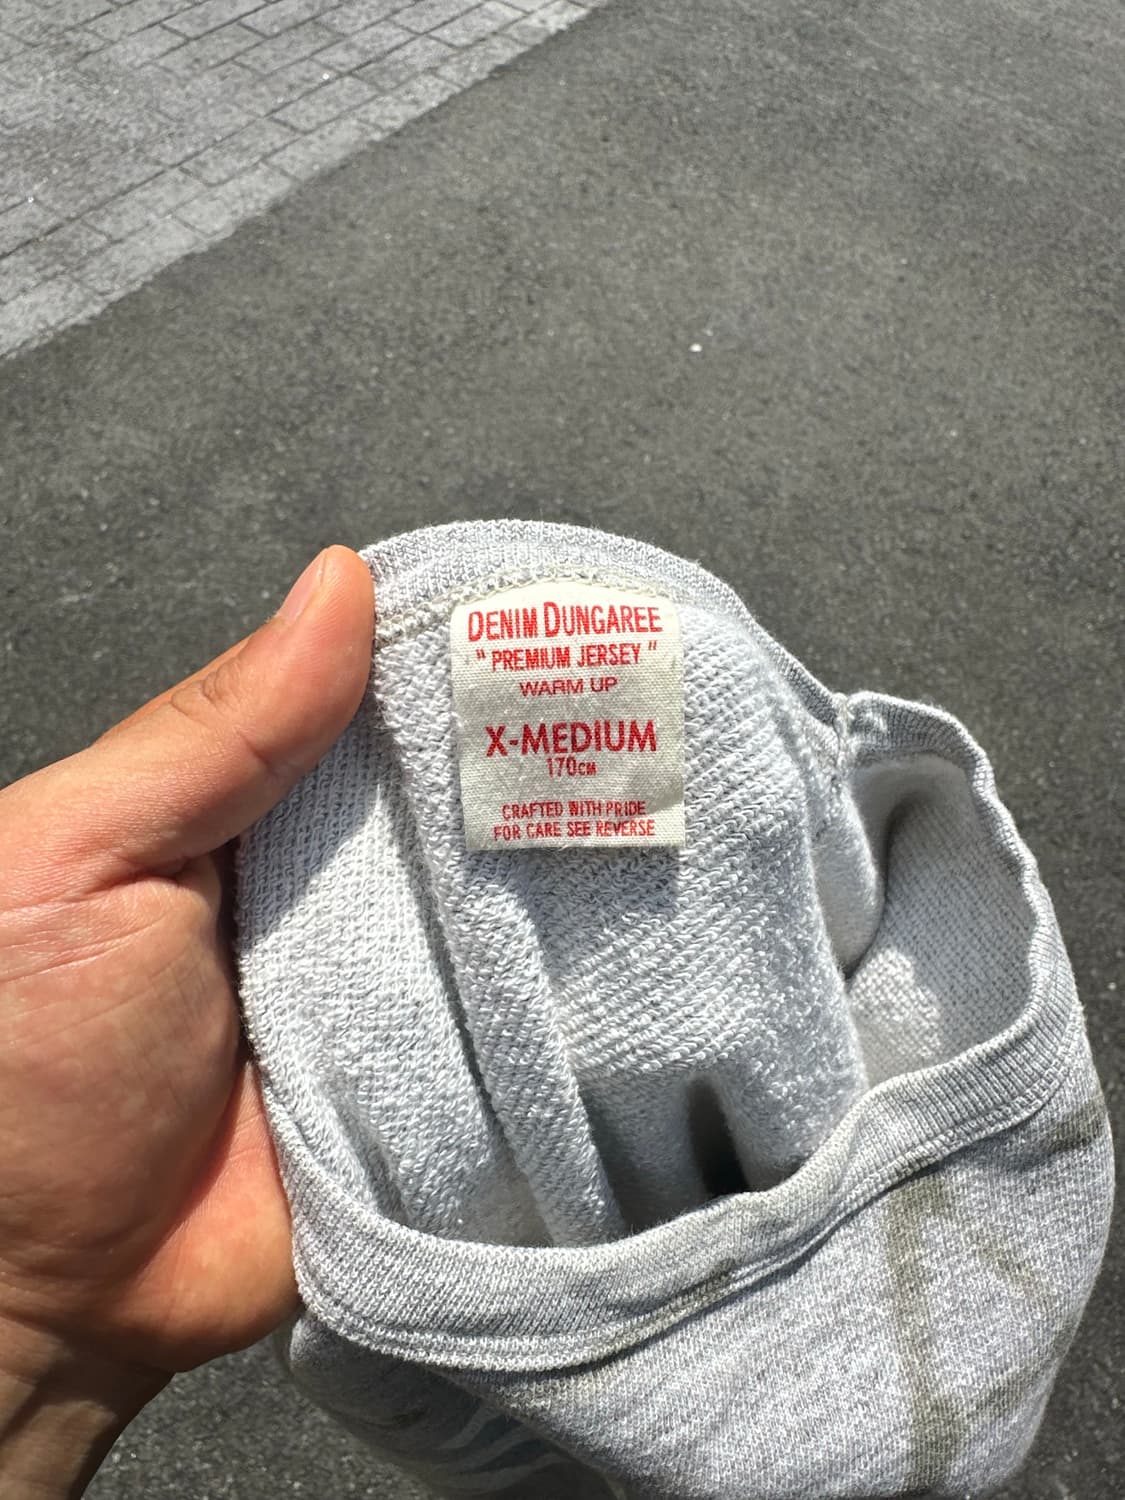 DENIM DUNGAREE
" PREMIUM JERSEY "
WARM UP
X-MEDIUM
170CM
CRAFTED WITH PRIDE
FOR CARE SEE REVERSE